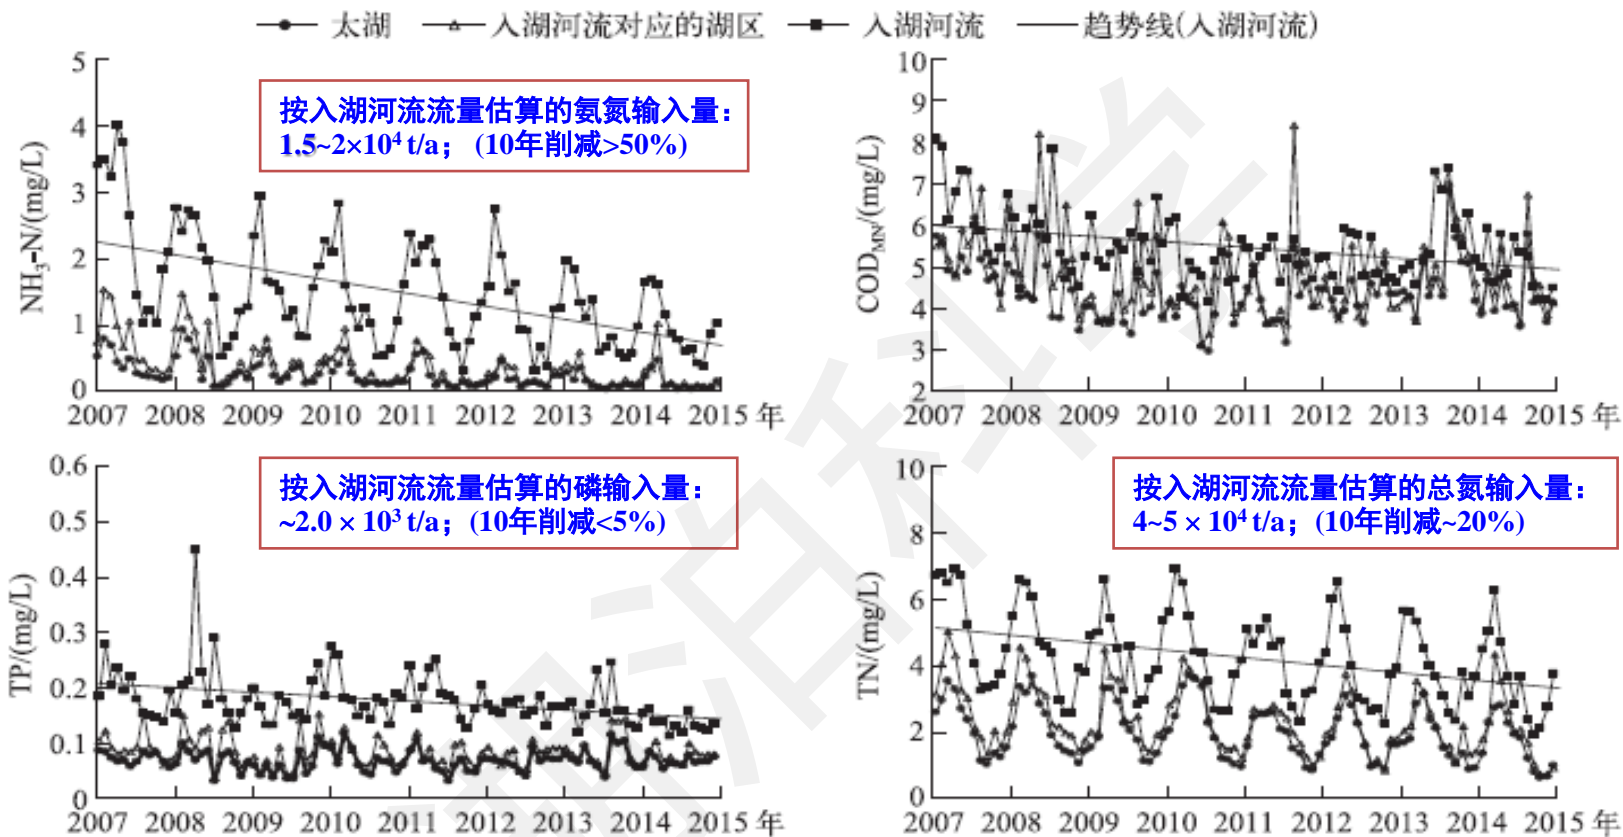 太湖 入湖河流对应的湖区 入湖河流 趋势线(入湖河流)
NH₃-N/(mg/L)
5
4
3
2
1
0
按入湖河流流量估算的氨氮输入量：
1.5~2×10⁴ t/a； (10年削减>50%)
2007 2008 2009 2010 2011 2012 2013 2014 2015 年
COD_MN/(mg/L)
10
9
8
7
6
5
4
3
2
2007 2008 2009 2010 2011 2012 2013 2014 2015 年
TP/(mg/L)
0.6
0.5
0.4
0.3
0.2
0.1
0
按入湖河流流量估算的磷输入量：
~2.0 × 10³ t/a；(10年削减<5%)
2007 2008 2009 2010 2011 2012 2013 2014 2015 年
TN/(mg/L)
10
8
6
4
2
0
按入湖河流流量估算的总氮输入量：
4~5 × 10⁴ t/a；(10年削减~20%)
2007 2008 2009 2010 2011 2012 2013 2014 2015 年
湖泊科学